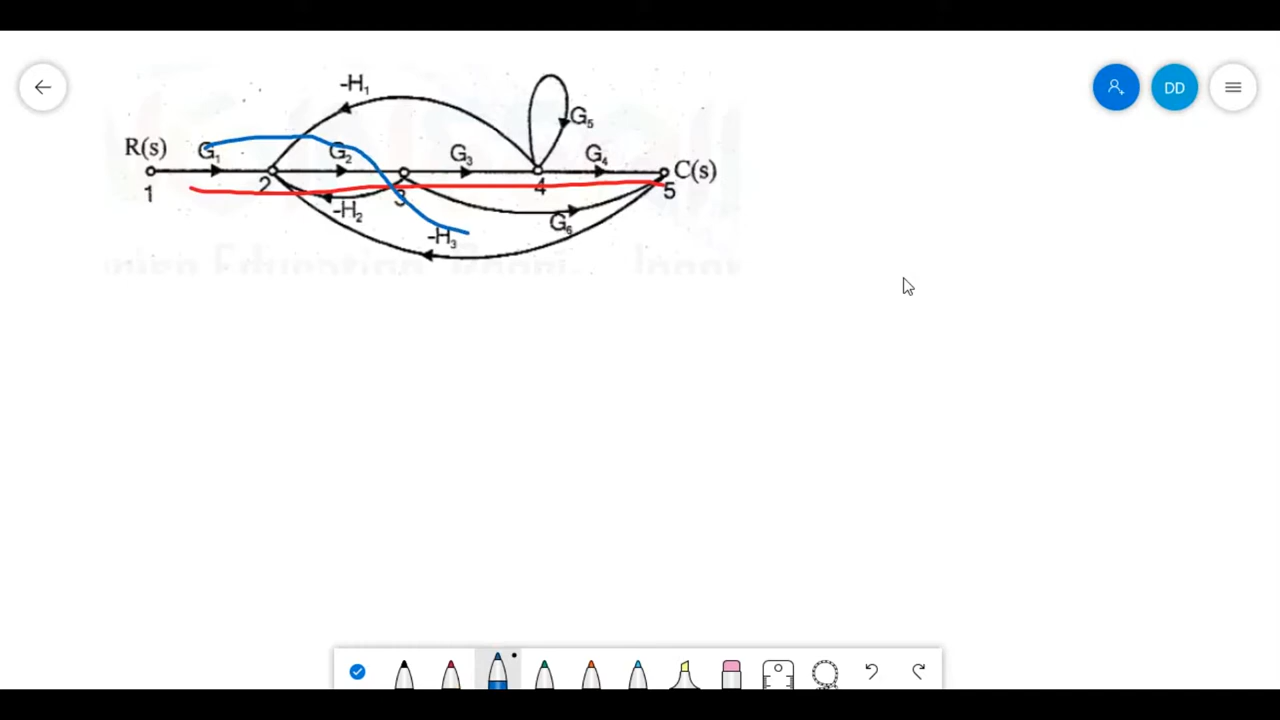 -H₁
G₅
R(s) G₁ G₂ G₃ G₄ C(s)
1 2 3 4 5
-H₂ G₆
-H₃
DD